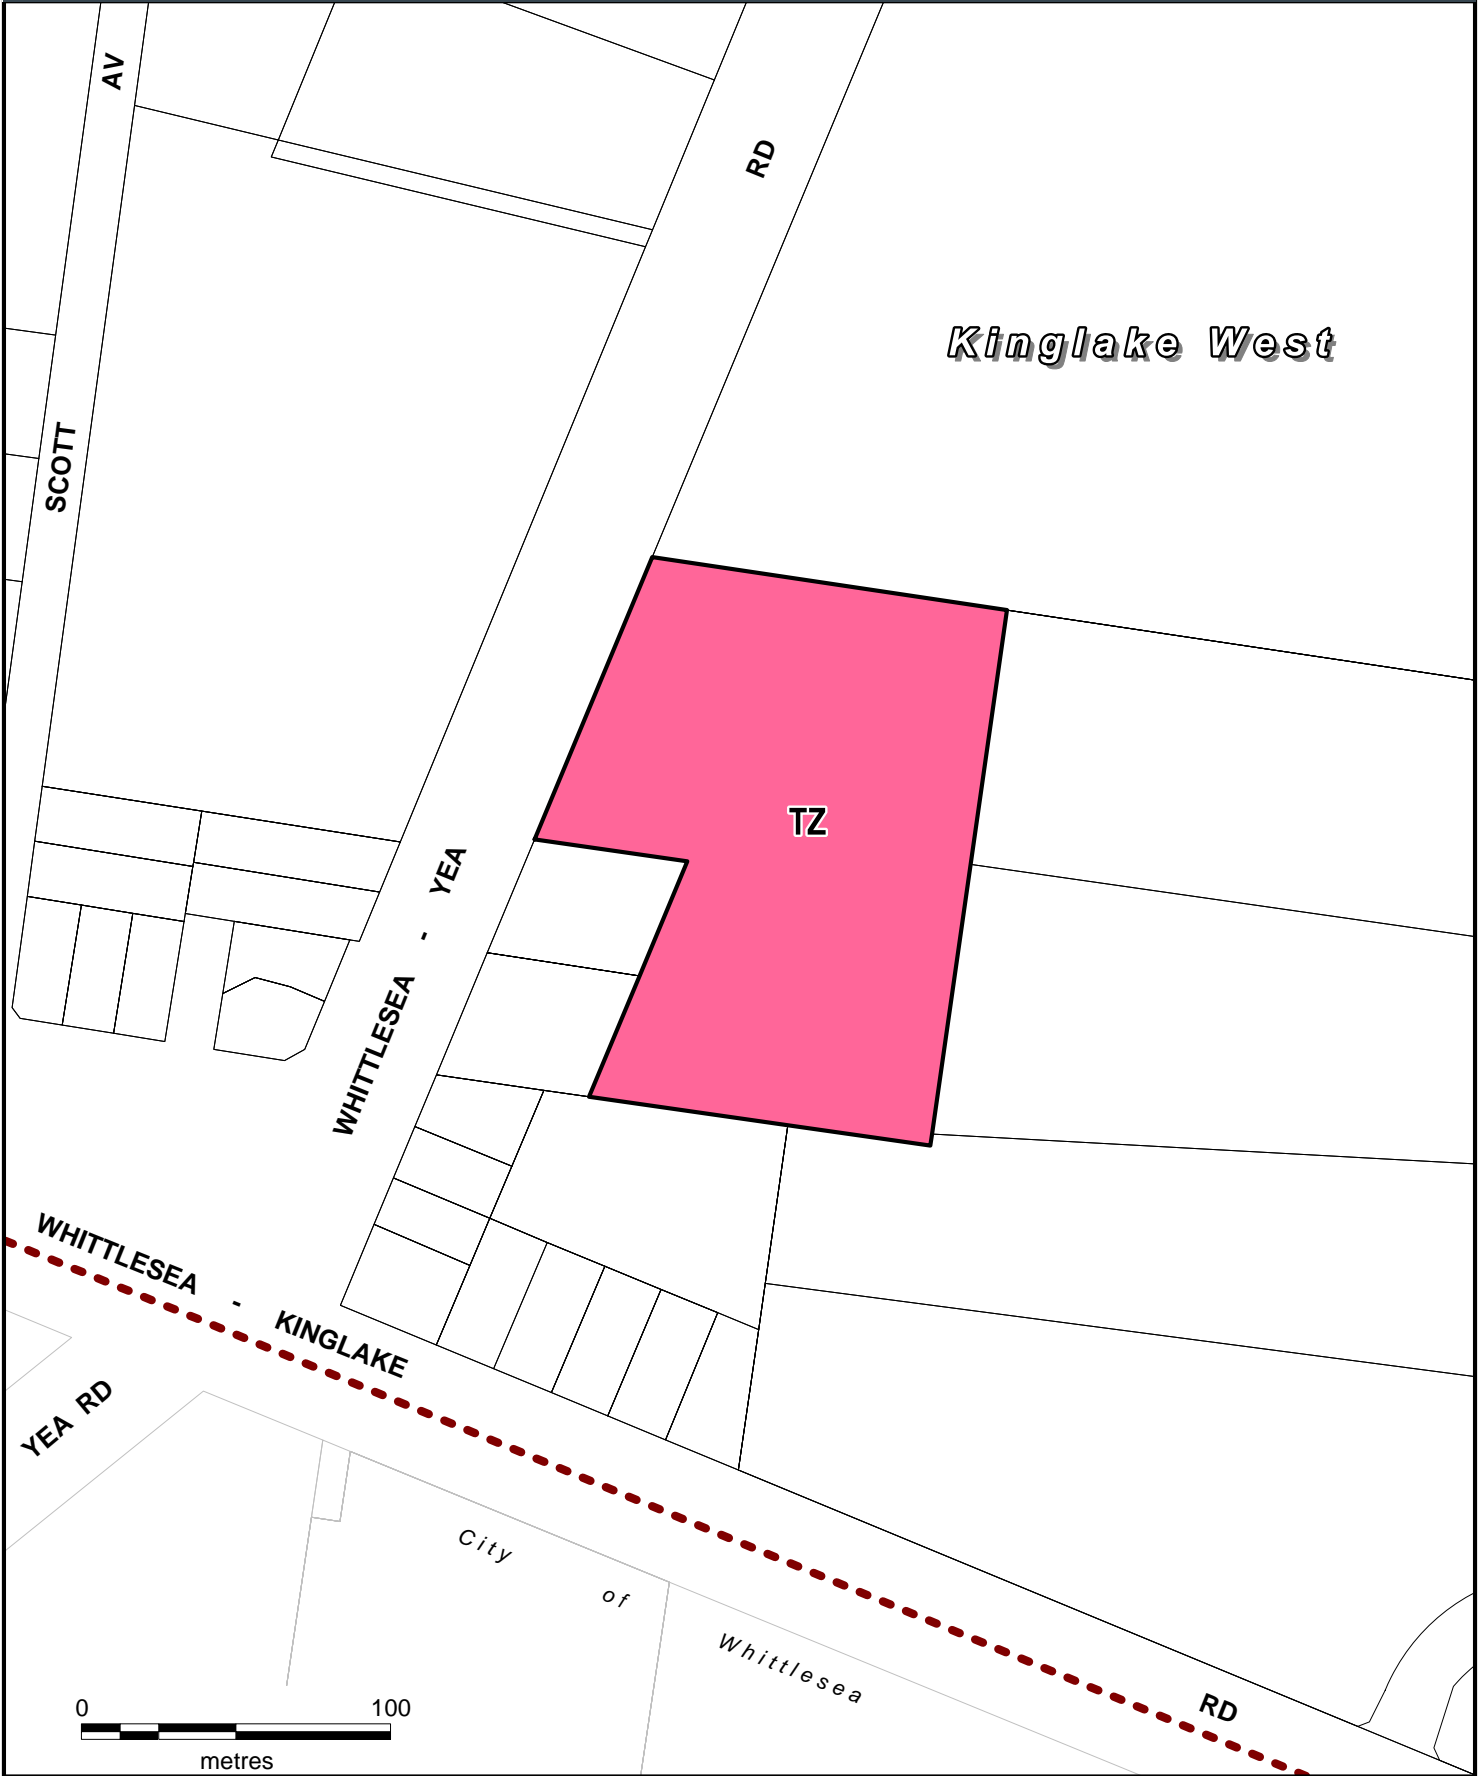 AV
RD
Kinglake West
SCOTT
TZ
WHITTLESEA - YEA
WHITTLESEA - KINGLAKE
YEA RD
City of Whittlesea
RD
0 100
metres